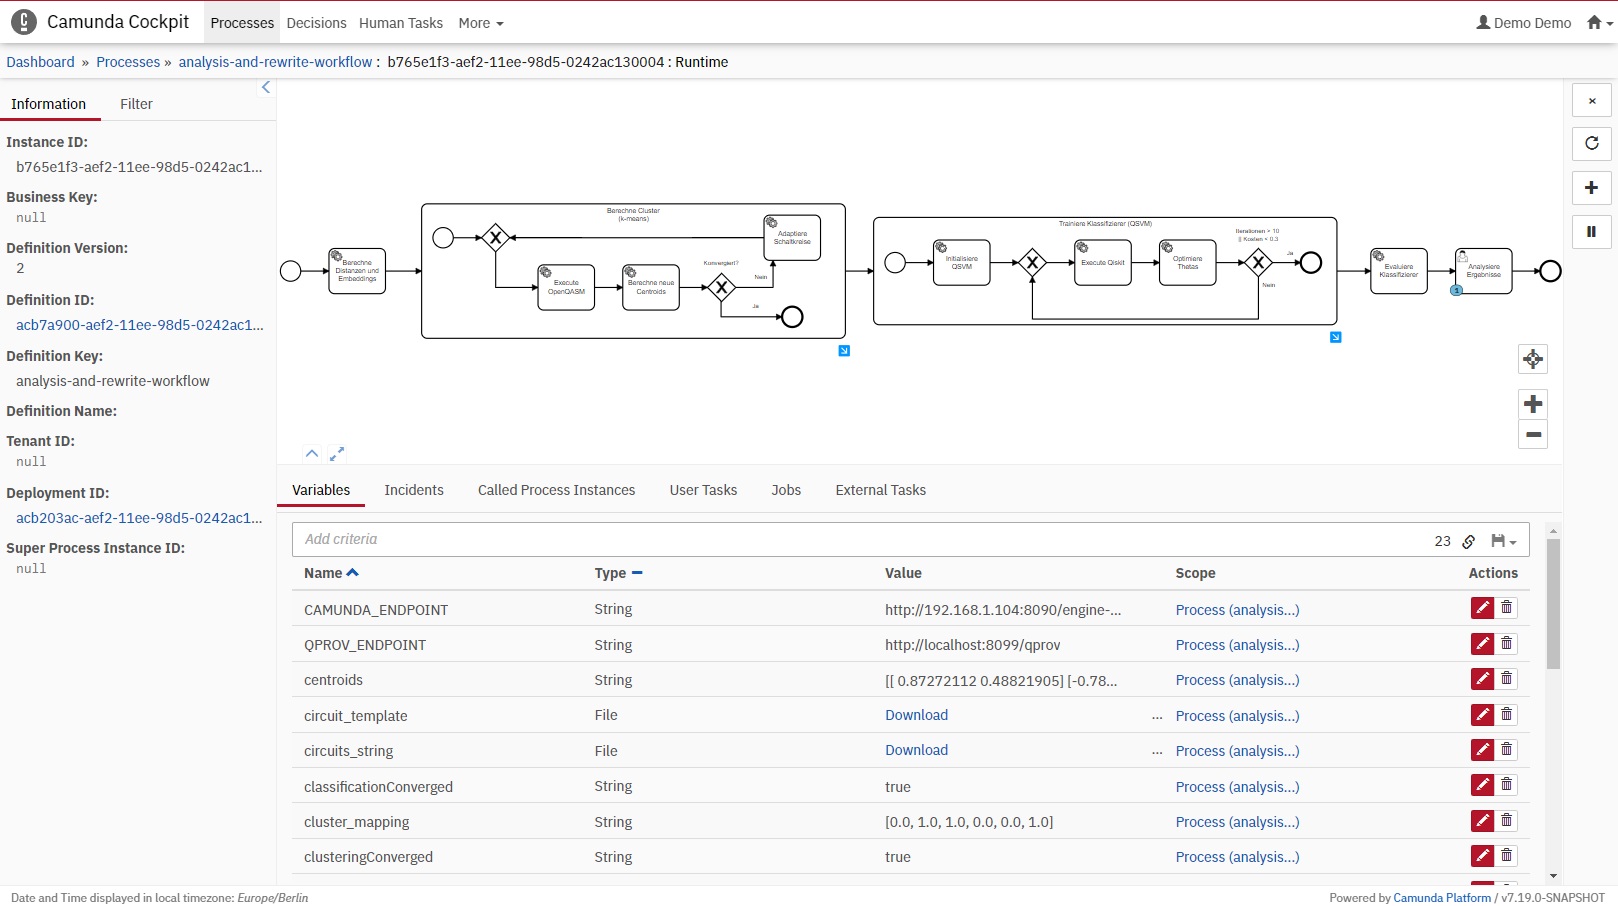 Camunda Cockpit Processes Decisions Human Tasks More Demo Demo
Dashboard » Processes » analysis-and-rewrite-workflow : b765e1f3-aef2-11ee-98d5-0242ac130004 : Runtime
Information Filter
Instance ID:
b765e1f3-aef2-11ee-98d5-0242ac1...
Business Key:
null
Definition Version:
2
Definition ID:
acb7a900-aef2-11ee-98d5-0242ac1...
Definition Key:
analysis-and-rewrite-workflow
Definition Name:
Tenant ID:
null
Deployment ID:
acb203ac-aef2-11ee-98d5-0242ac1...
Super Process Instance ID:
null
Berechne
Distanzen und
Embeddings
Berechne Cluster
(k-means)
Adaptiere
Schaltkreise
Execute
OpenQASM
Berechne neue
Centroids
Konvergiert?
Nein
Ja
Trainiere Klassifizierer (QSVM)
Initialisiere
QSVM
Execute Qiskit
Optimiere
Thetas
Iterationen > 10
|| Kosten < 0.3
Ja
Nein
Evaluiere
Klassifizierer
Analysiere
Ergebnisse
1
Variables Incidents Called Process Instances User Tasks Jobs External Tasks
Add criteria 23
Name Type Value Scope Actions
CAMUNDA_ENDPOINT String http://192.168.1.104:8090/engine-... Process (analysis...)
QPROV_ENDPOINT String http://localhost:8099/qprov Process (analysis...)
centroids String [[ 0.87272112 0.48821905] [-0.78... Process (analysis...)
circuit_template File Download ... Process (analysis...)
circuits_string File Download ... Process (analysis...)
classificationConverged String true Process (analysis...)
cluster_mapping String [0.0, 1.0, 1.0, 0.0, 0.0, 1.0] Process (analysis...)
clusteringConverged String true Process (analysis...)
Date and Time displayed in local timezone: Europe/Berlin Powered by Camunda Platform / v7.19.0-SNAPSHOT